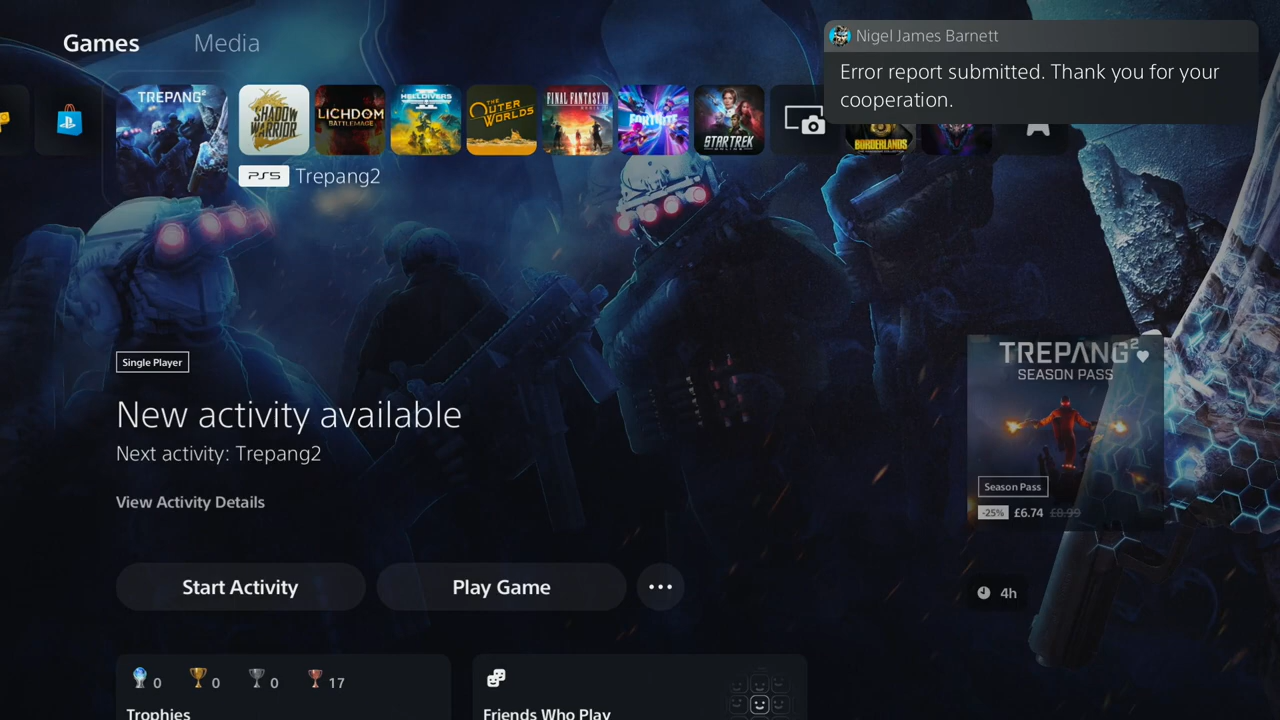 Games
Media
Nigel James Barnett
Error report submitted. Thank you for your
cooperation.
TREPANG²
SHADOW
WARRIOR
LICHDOM
BATTLEMAGE
HELLDIVERS
THE
OUTER
WORLDS
FINAL FANTASY VII
FORTNITE
STAR TREK
ONLINE
BORDERLANDS
PS5
Trepang2
Single Player
New activity available
Next activity: Trepang2
View Activity Details
Start Activity
Play Game
TREPANG²
SEASON PASS
Season Pass
-25% £6.74 £8.99
4h
0
0
0
17
Trophies
Friends Who Play